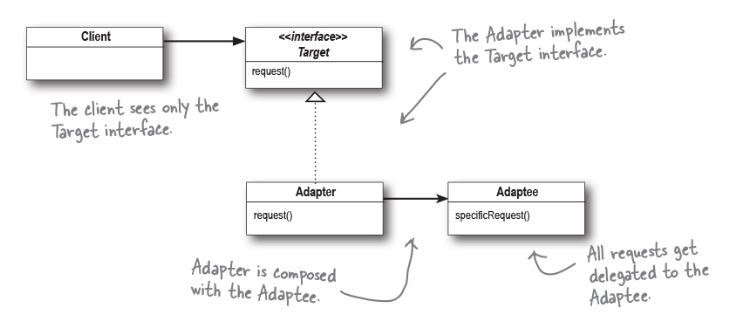 Client
<<interface>>
Target
request()
The Adapter implements
the Target interface.
The client sees only the
Target interface.
Adapter
request()
Adaptee
specificRequest()
Adapter is composed
with the Adaptee.
All requests get
delegated to the
Adaptee.